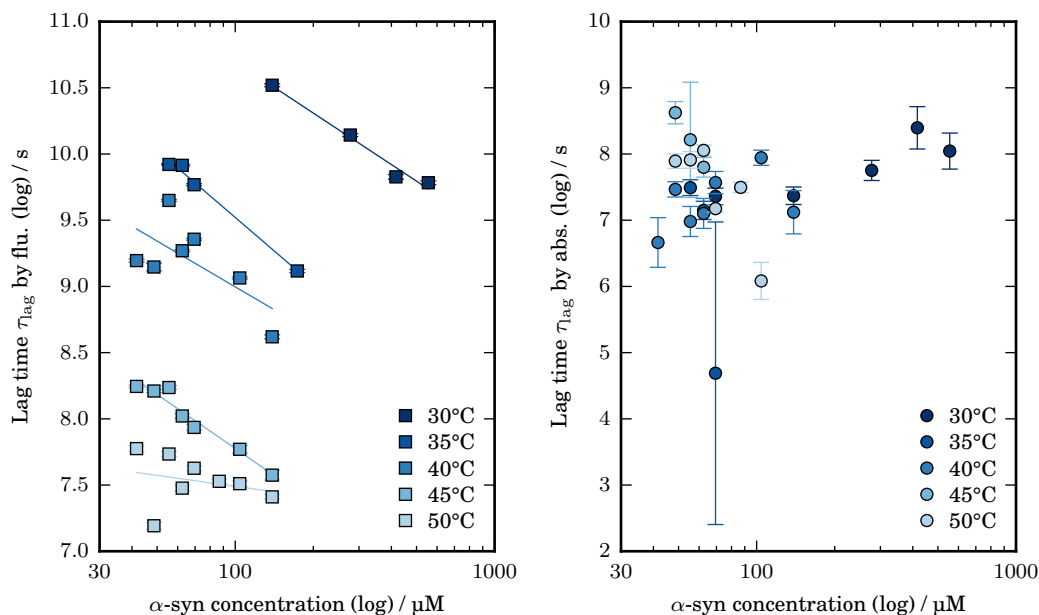 11.0
10.5
10.0
9.5
9.0
8.5
8.0
7.5
7.0
Lag time τlag by flu. (log) / s
30°C
35°C
40°C
45°C
50°C
30
100
1000
α-syn concentration (log) / μM
10
9
8
7
6
5
4
3
2
Lag time τlag by abs. (log) / s
30°C
35°C
40°C
45°C
50°C
30
100
1000
α-syn concentration (log) / μM